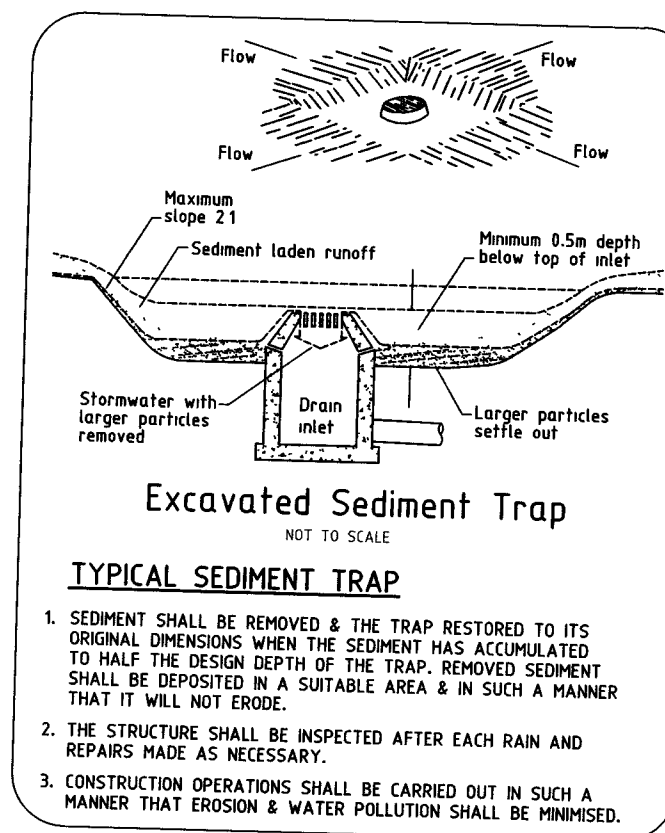 Flow
Flow
Flow
Flow
Maximum
slope 21
Sediment laden runoff
Minimum 0.5m depth
below top of inlet
Stormwater with
larger particles
removed
Drain
inlet
Larger particles
settle out
Excavated Sediment Trap
NOT TO SCALE
TYPICAL SEDIMENT TRAP
1. SEDIMENT SHALL BE REMOVED & THE TRAP RESTORED TO ITS
ORIGINAL DIMENSIONS WHEN THE SEDIMENT HAS ACCUMULATED
TO HALF THE DESIGN DEPTH OF THE TRAP. REMOVED SEDIMENT
SHALL BE DEPOSITED IN A SUITABLE AREA & IN SUCH A MANNER
THAT IT WILL NOT ERODE.
2. THE STRUCTURE SHALL BE INSPECTED AFTER EACH RAIN AND
REPAIRS MADE AS NECESSARY.
3. CONSTRUCTION OPERATIONS SHALL BE CARRIED OUT IN SUCH A
MANNER THAT EROSION & WATER POLLUTION SHALL BE MINIMISED.